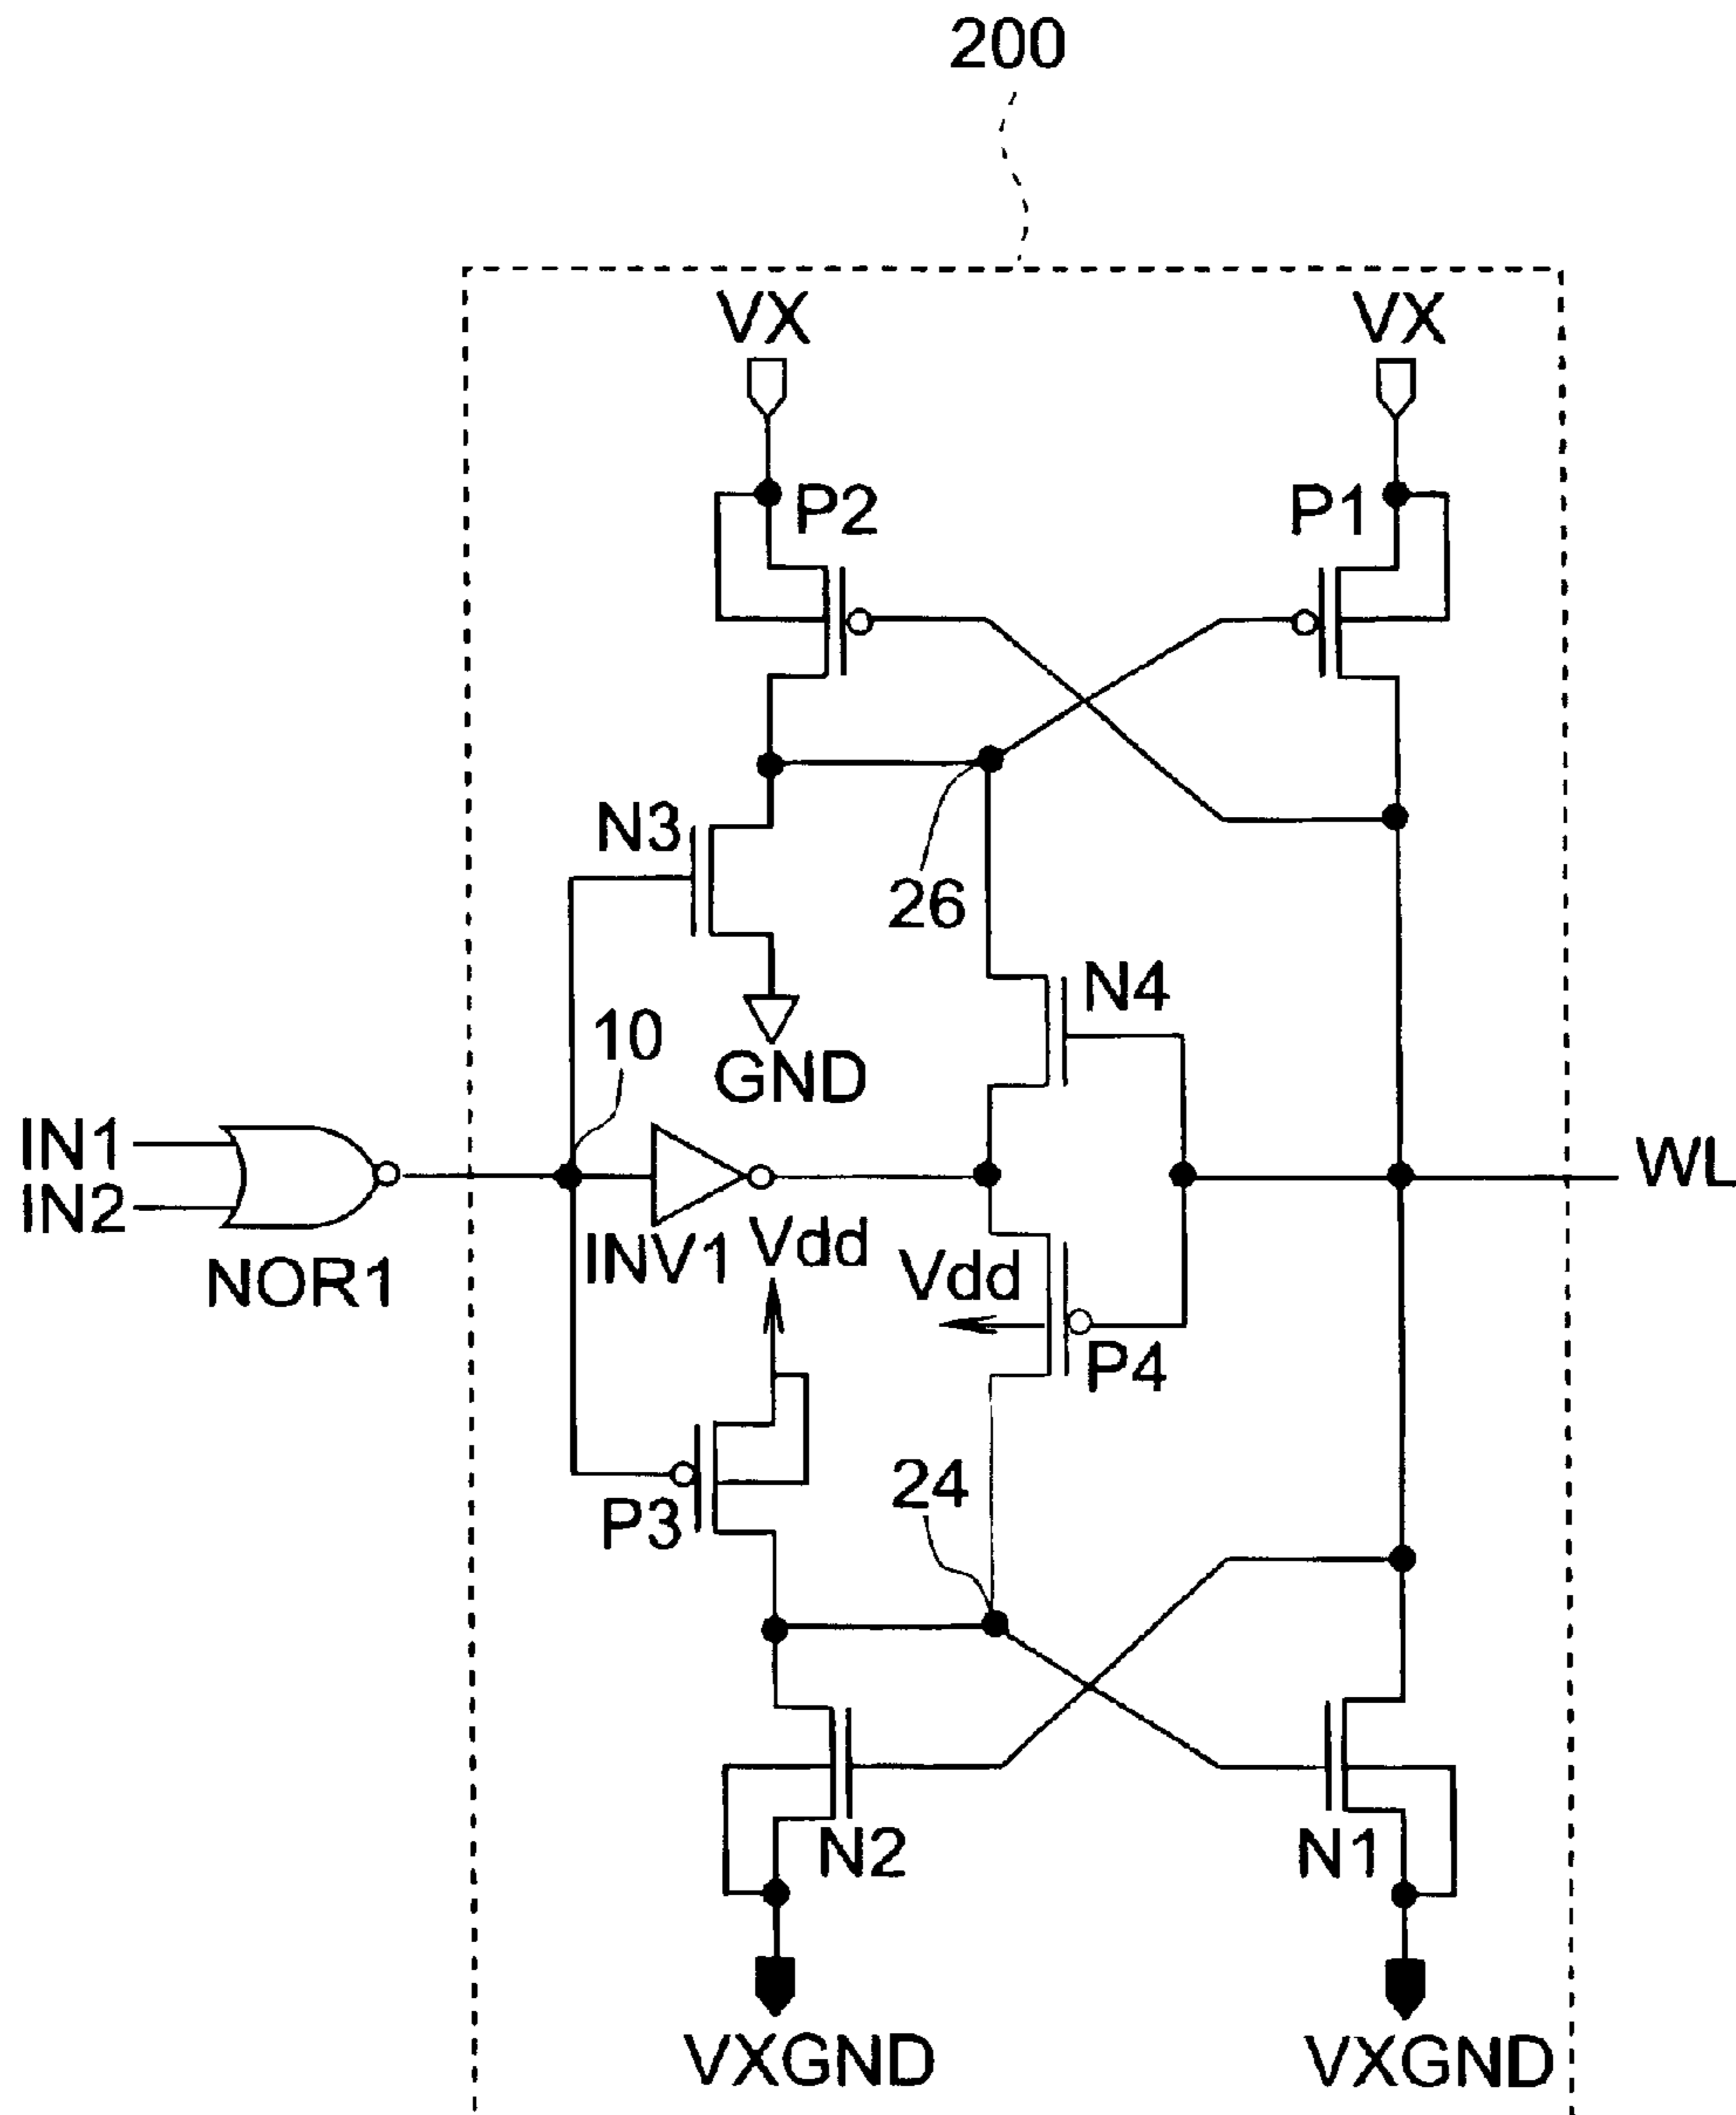 200
VX VX
P2 P1
N3
26
N4
10
GND
IN1
WL
IN2
INV1 Vdd
Vdd
NOR1
P4
24
P3
N2 N1
VXGND VXGND